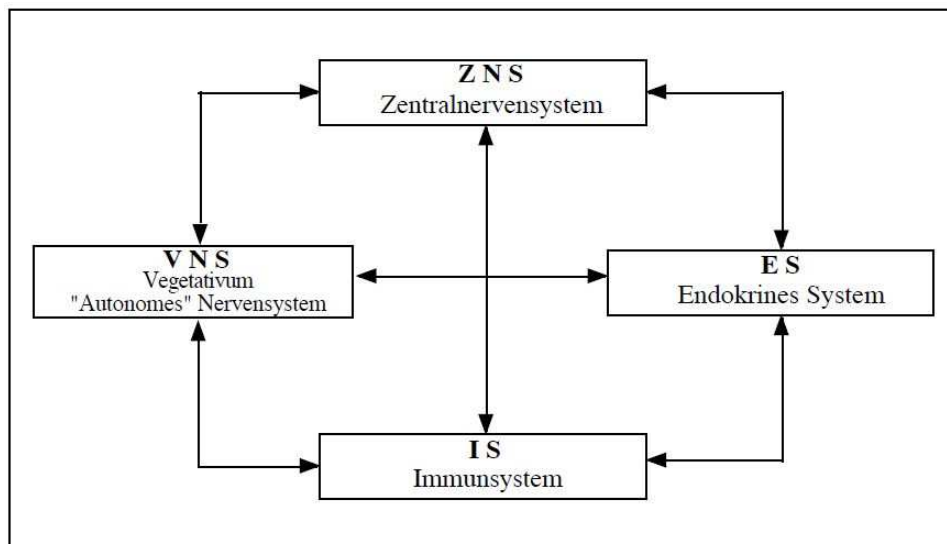 Z N S
Zentralnervensystem
V N S
Vegetativum
"Autonomes" Nervensystem
E S
Endokrines System
I S
Immunsystem